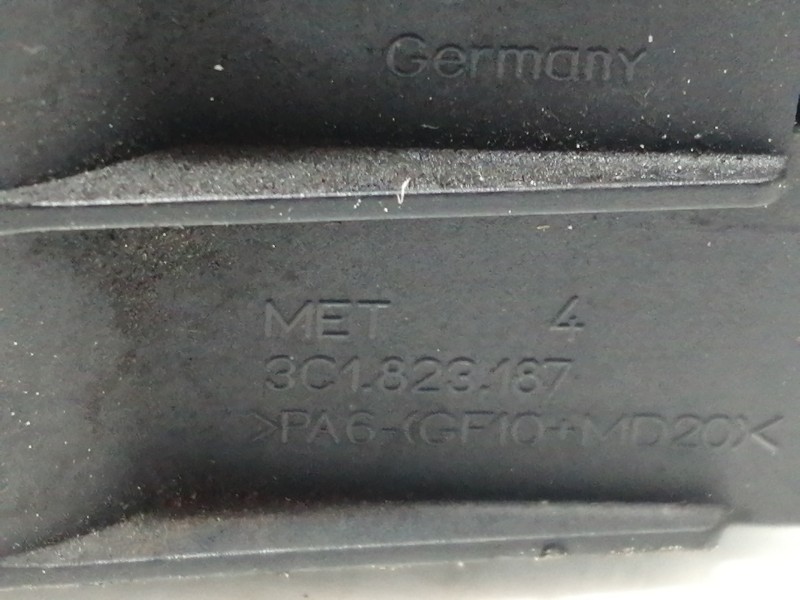 Germany
MET 4
3C1.823.187
>PA6-(GF10+MD20)<